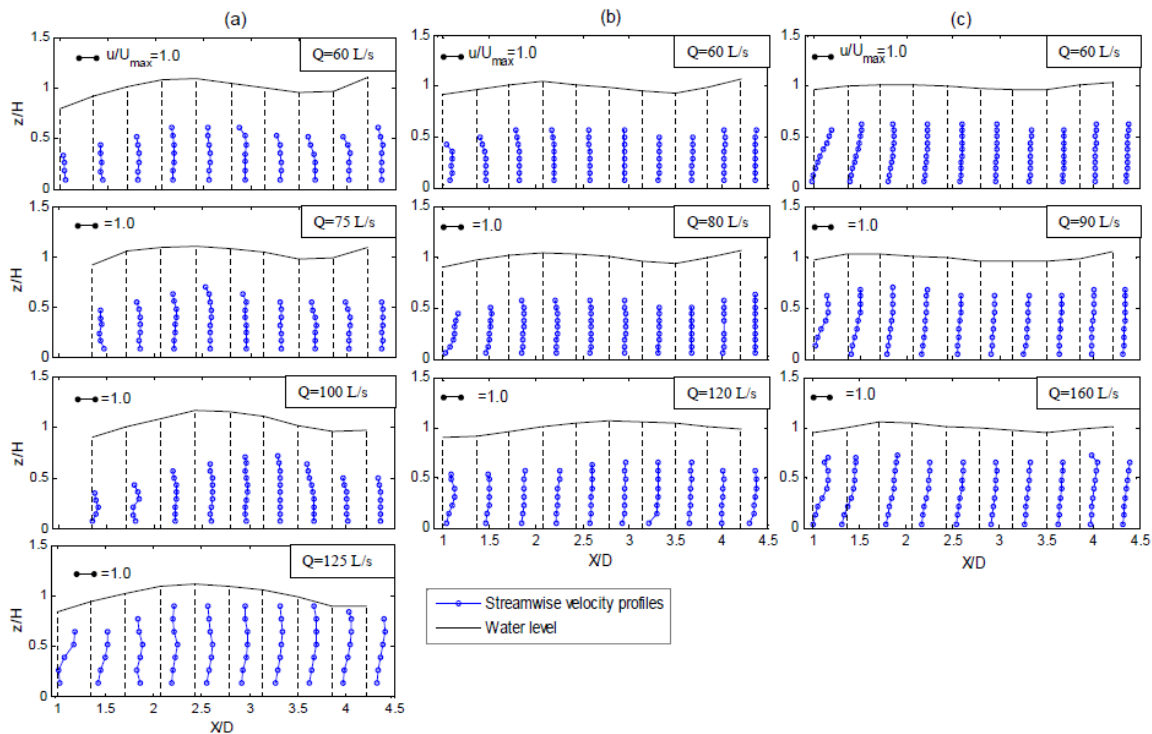 (a)
(b)
(c)
1.5
1
0.5
0
z/H
u/U_max=1.0
Q=60 L/s
1.5
1
0.5
0
u/U_max=1.0
Q=60 L/s
1.5
1
0.5
0
u/U_max=1.0
Q=60 L/s
1.5
1
0.5
0
z/H
=1.0
Q=75 L/s
1.5
1
0.5
0
=1.0
Q=80 L/s
1.5
1
0.5
0
=1.0
Q=90 L/s
1.5
1
0.5
0
z/H
=1.0
Q=100 L/s
1.5
1
0.5
0
=1.0
Q=120 L/s
1 1.5 2 2.5 3 3.5 4 4.5
X/D
1.5
1
0.5
0
=1.0
Q=160 L/s
1 1.5 2 2.5 3 3.5 4 4.5
X/D
1.5
1
0.5
0
z/H
=1.0
Q=125 L/s
1 1.5 2 2.5 3 3.5 4 4.5
X/D
Streamwise velocity profiles
Water level